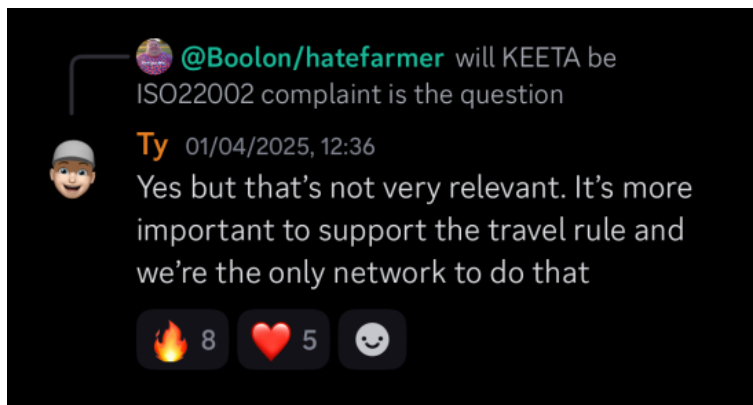 @Boolon/hatefarmer will KEETA be
ISO22002 complaint is the question
Ty 01/04/2025, 12:36
Yes but that’s not very relevant. It’s more
important to support the travel rule and
we’re the only network to do that
8 5